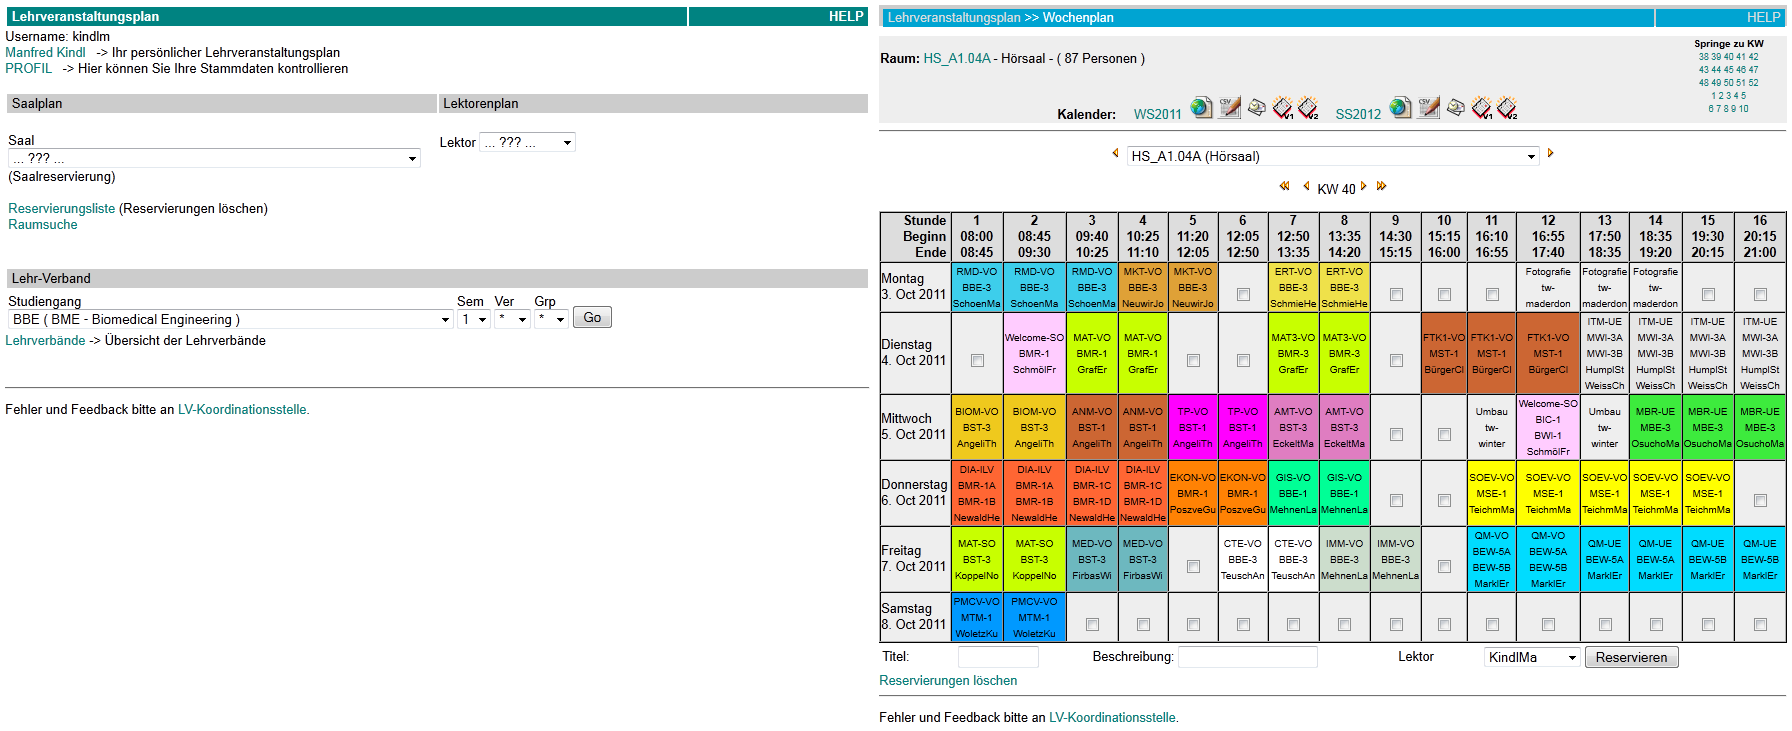 Lehrveranstaltungsplan HELP
Username: kindlm
Manfred Kindl -> Ihr persönlicher Lehrveranstaltungsplan
PROFIL -> Hier können Sie Ihre Stammdaten kontrollieren
Saalplan Lektorenplan
Saal
Lektor ... ??? ...
... ??? ...
(Saalreservierung)
Reservierungsliste (Reservierungen löschen)
Raumsuche
Lehr-Verband
Studiengang Sem Ver Grp
BBE ( BME - Biomedical Engineering ) 1 * * Go
Lehrverbände -> Übersicht der Lehrverbände
Fehler und Feedback bitte an LV-Koordinationsstelle.
Lehrveranstaltungsplan >> Wochenplan HELP
Raum: HS_A1.04A - Hörsaal - ( 87 Personen )
Springe zu KW
38 39 40 41 42
43 44 45 46 47
48 49 50 51 52
1 2 3 4 5
6 7 8 9 10
Kalender: WS2011 CSV V1 V2 SS2012 CSV V1 V2
HS_A1.04A (Hörsaal)
KW 40
Stunde 1 2 3 4 5 6 7 8 9 10 11 12 13 14 15 16
Beginn 08:00 08:45 09:40 10:25 11:20 12:05 12:50 13:35 14:30 15:15 16:10 16:55 17:50 18:35 19:30 20:15
Ende 08:45 09:30 10:25 11:10 12:05 12:50 13:35 14:20 15:15 16:00 16:55 17:40 18:35 19:20 20:15 21:00
Montag
3. Oct 2011
RMD-VO RMD-VO RMD-VO MKT-VO MKT-VO ERT-VO ERT-VO Fotografie Fotografie Fotografie
BBE-3 BBE-3 BBE-3 BBE-3 BBE-3 BBE-3 BBE-3 tw- tw- tw-
SchoenMa SchoenMa SchoenMa NeuwirJo NeuwirJo SchmieHe SchmieHe maderdon maderdon maderdon
Dienstag
4. Oct 2011
Welcome-SO MAT-VO MAT-VO MAT3-VO MAT3-VO FTK1-VO FTK1-VO FTK1-VO ITM-UE ITM-UE ITM-UE ITM-UE
BMR-1 BMR-1 BMR-1 BMR-3 BMR-3 MST-1 MST-1 MST-1 MWI-3A MWI-3A MWI-3A MWI-3A
SchmölFr GrafEr GrafEr GrafEr GrafEr BürgerCl BürgerCl BürgerCl MWI-3B MWI-3B MWI-3B MWI-3B
HumplSt HumplSt HumplSt HumplSt
WeissCh WeissCh WeissCh WeissCh
Mittwoch
5. Oct 2011
BIOM-VO BIOM-VO ANM-VO ANM-VO TP-VO TP-VO AMT-VO AMT-VO Umbau Welcome-SO Umbau MBR-UE MBR-UE MBR-UE
BST-3 BST-3 BST-1 BST-1 BST-1 BST-1 BST-3 BST-3 tw- BIC-1 tw- MBE-3 MBE-3 MBE-3
AngeliTh AngeliTh AngeliTh AngeliTh AngeliTh AngeliTh EckeltMa EckeltMa winter BWI-1 winter OsuchoMa OsuchoMa OsuchoMa
SchmölFr
Donnerstag
6. Oct 2011
DIA-ILV DIA-ILV DIA-ILV DIA-ILV EKON-VO EKON-VO GIS-VO GIS-VO SOEV-VO SOEV-VO SOEV-VO SOEV-VO SOEV-VO
BMR-1A BMR-1A BMR-1C BMR-1C BMR-1 BMR-1 BBE-1 BBE-1 MSE-1 MSE-1 MSE-1 MSE-1 MSE-1
BMR-1B BMR-1B BMR-1D BMR-1D PoszveGu PoszveGu MehnenLa MehnenLa TeichmMa TeichmMa TeichmMa TeichmMa TeichmMa
NewaldHe NewaldHe NewaldHe NewaldHe
Freitag
7. Oct 2011
MAT-SO MAT-SO MED-VO MED-VO CTE-VO CTE-VO IMM-VO IMM-VO QM-VO QM-VO QM-UE QM-UE QM-UE QM-UE
BST-3 BST-3 BST-3 BST-3 BBE-3 BBE-3 BBE-3 BBE-3 BEW-5A BEW-5A BEW-5A BEW-5A BEW-5B BEW-5B
KoppelNo KoppelNo FirbasWi FirbasWi TeuschAn TeuschAn MehnenLa MehnenLa BEW-5B BEW-5B MarklEr MarklEr MarklEr MarklEr
MarklEr MarklEr
Samstag
8. Oct 2011
PMCV-VO PMCV-VO
MTM-1 MTM-1
WoletzKu WoletzKu
Titel: Beschreibung: Lektor KindlMa Reservieren
Reservierungen löschen
Fehler und Feedback bitte an LV-Koordinationsstelle.